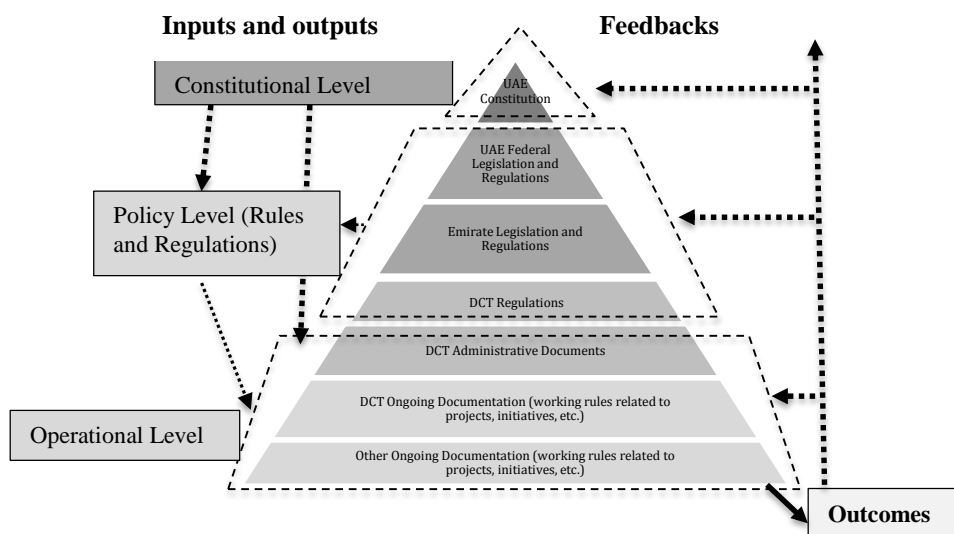 Inputs and outputs
Feedbacks
Constitutional Level
UAE
Constitution
UAE Federal
Legislation and
Regulations
Policy Level (Rules
and Regulations)
Emirate Legislation and
Regulations
DCT Regulations
DCT Administrative Documents
DCT Ongoing Documentation (working rules related to
projects, initiatives, etc.)
Operational Level
Other Ongoing Documentation (working rules related to
projects, initiatives, etc.)
Outcomes